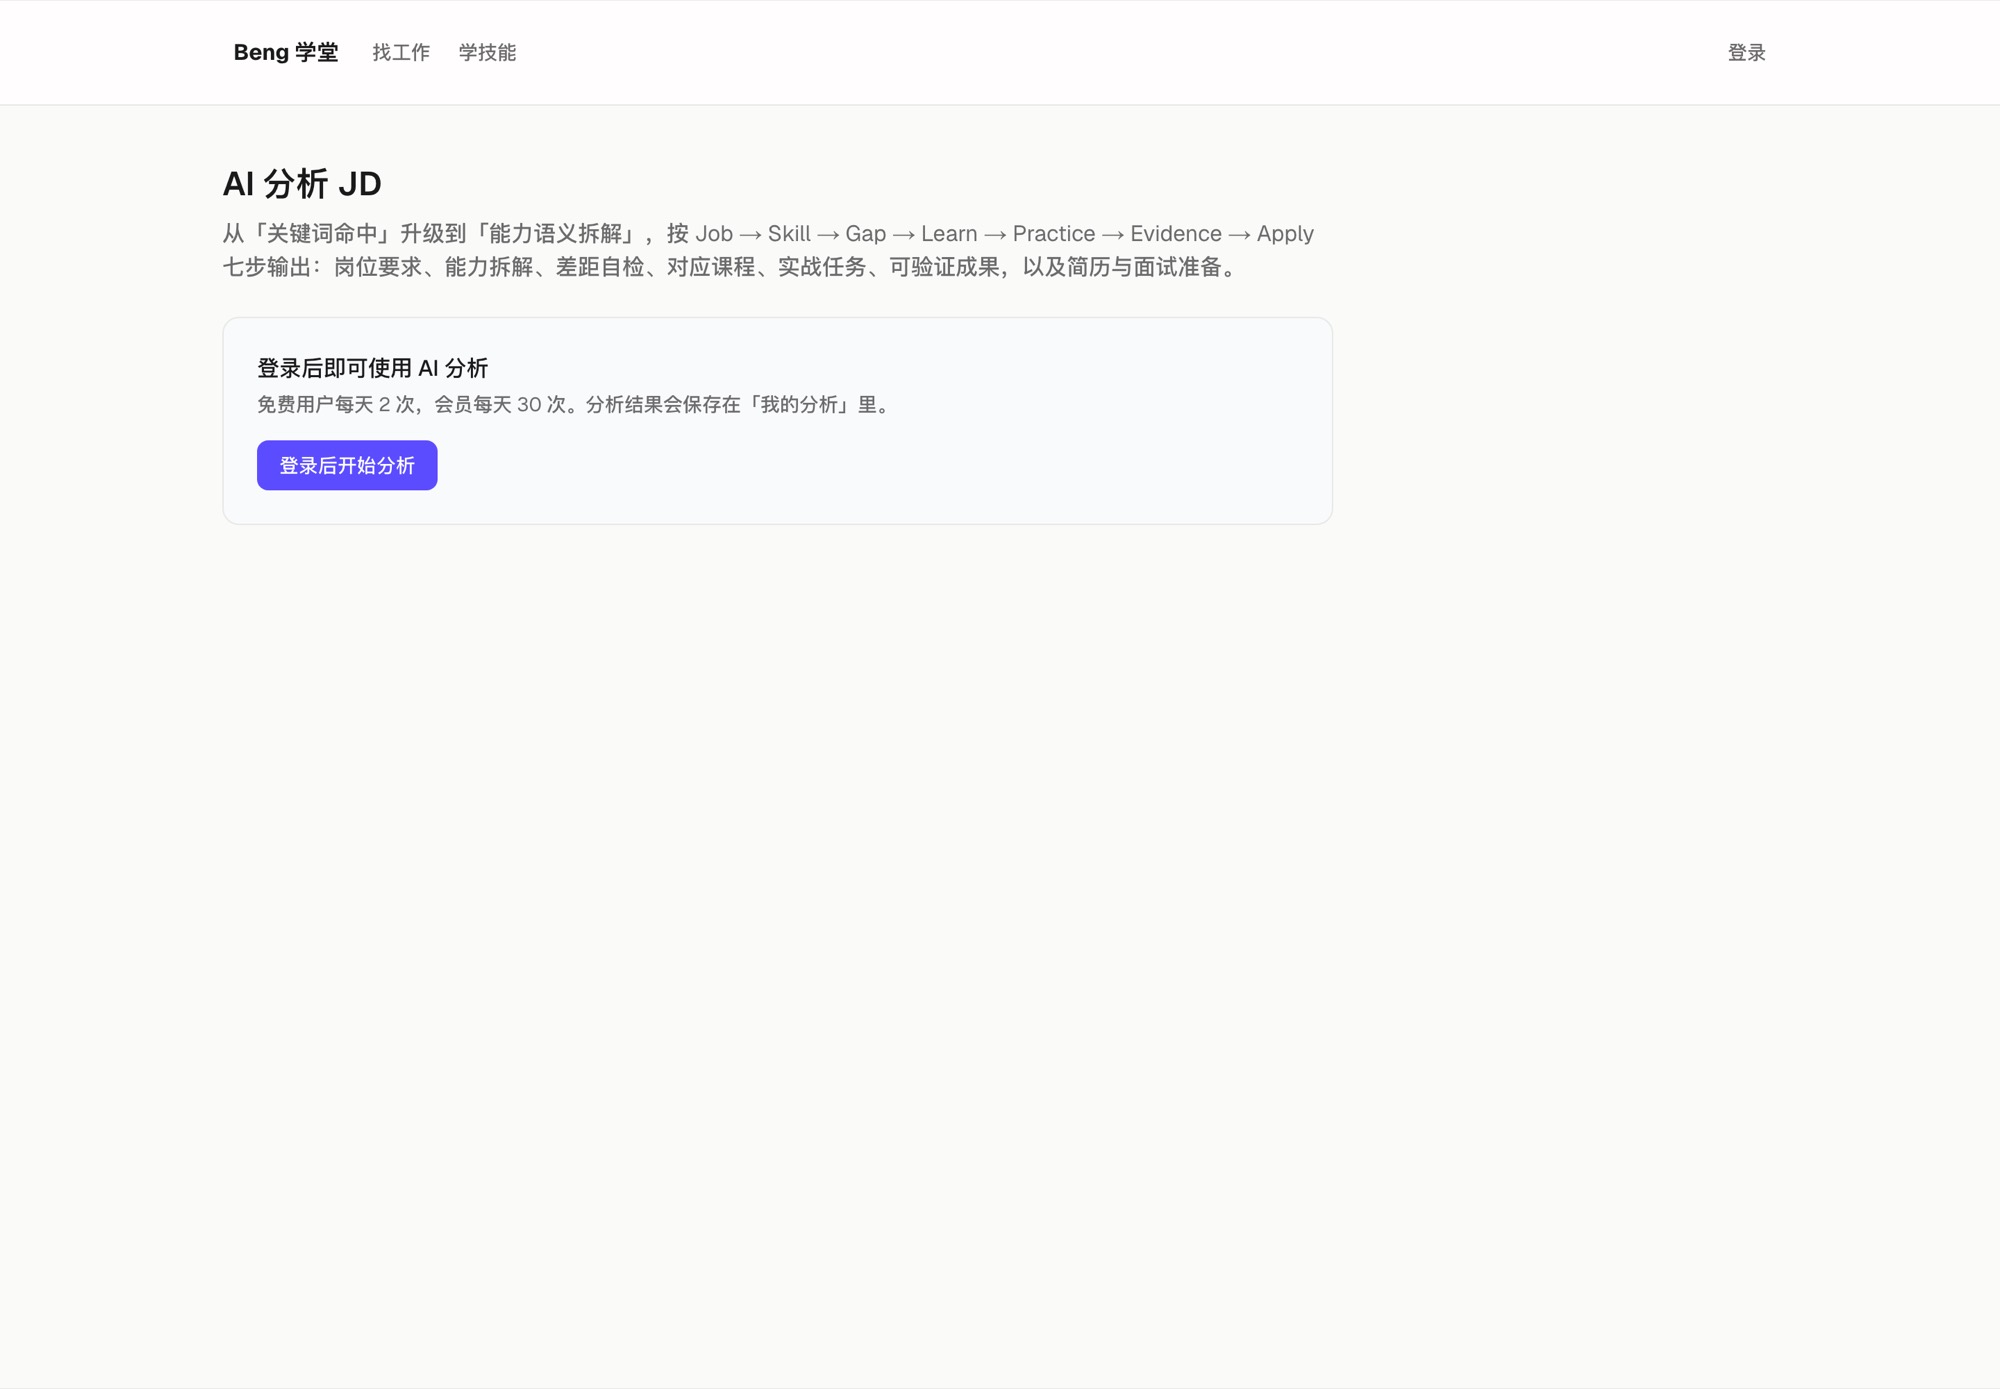 Beng 学堂
找工作
学技能
登录
AI 分析 JD
从「关键词命中」升级到「能力语义拆解」，按 Job → Skill → Gap → Learn → Practice → Evidence → Apply
七步输出：岗位要求、能力拆解、差距自检、对应课程、实战任务、可验证成果，以及简历与面试准备。
登录后即可使用 AI 分析
免费用户每天 2 次，会员每天 30 次。分析结果会保存在「我的分析」里。
登录后开始分析